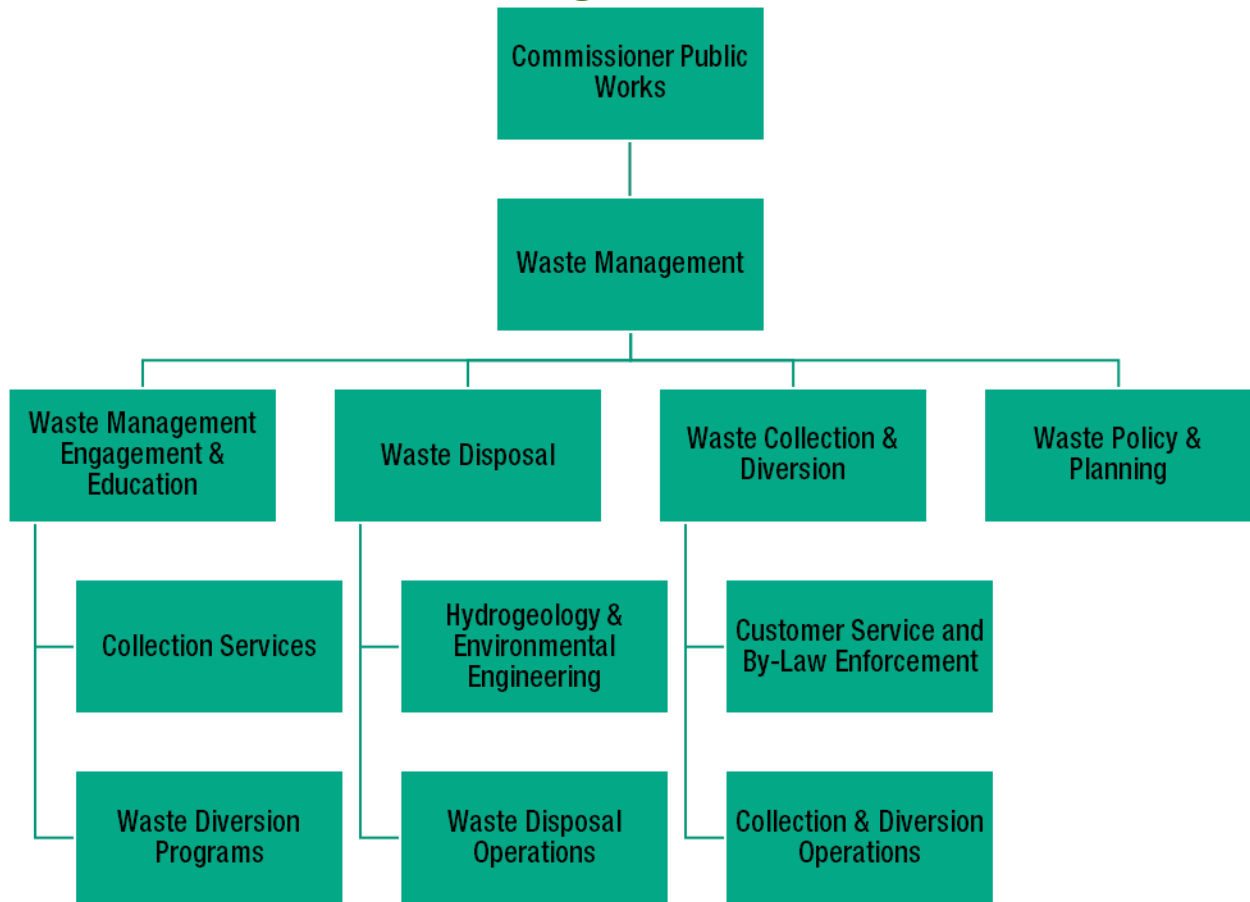 Commissioner Public
Works
Waste Management
Waste Management
Engagement &
Education
Waste Disposal
Waste Collection &
Diversion
Waste Policy &
Planning
Collection Services
Hydrogeology &
Environmental
Engineering
Customer Service and
By-Law Enforcement
Waste Diversion
Programs
Waste Disposal
Operations
Collection & Diversion
Operations